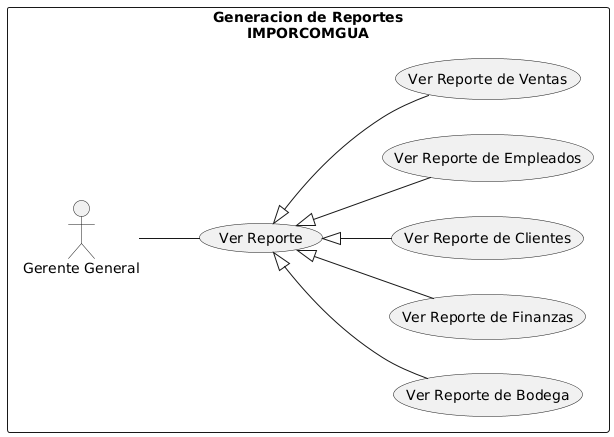 Generacion de Reportes
IMPORCOMGUA
Ver Reporte de Ventas
Ver Reporte de Empleados
Ver Reporte
Ver Reporte de Clientes
Gerente General
Ver Reporte de Finanzas
Ver Reporte de Bodega